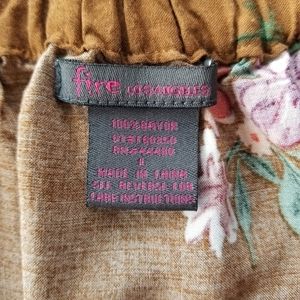 fire LOS ANGELES
100% RAYON
MADE IN CHINA
SEE REVERSE FOR
CARE INSTRUCTIONS